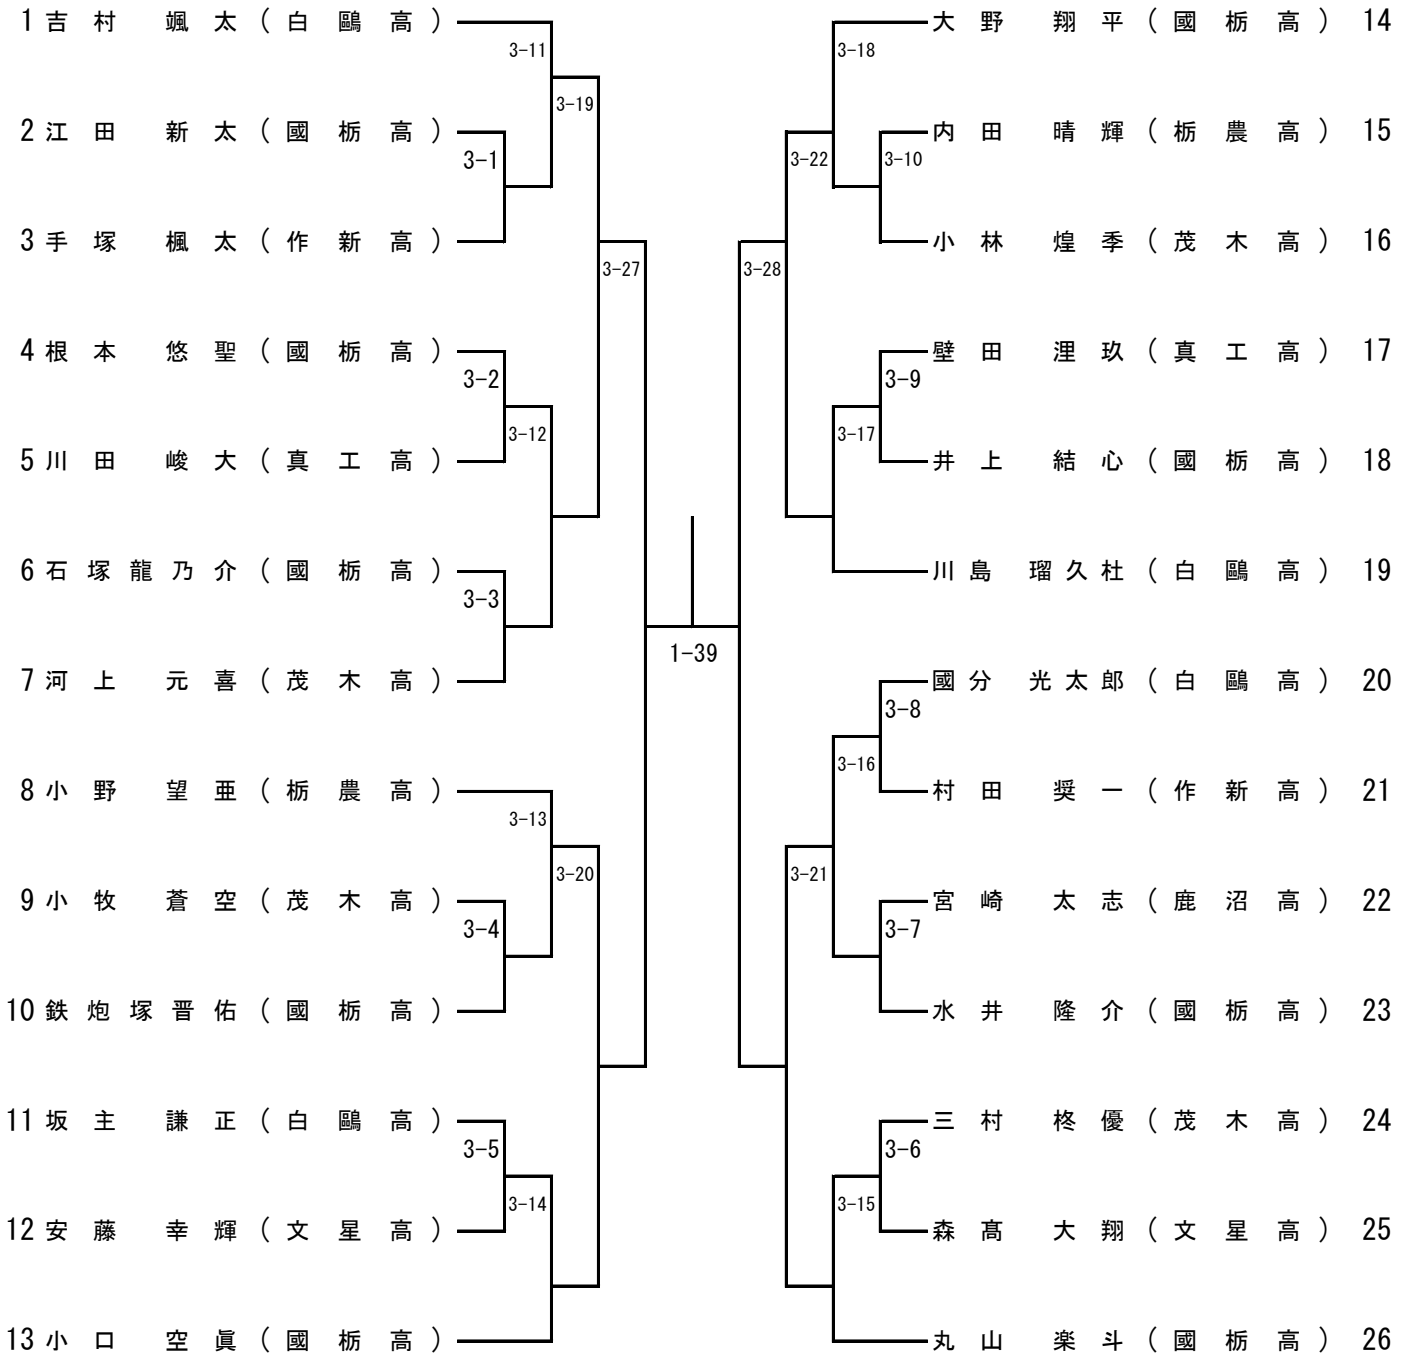 1 吉村 颯太 (白鷗高)
3-11
3-19
2 江田 新太 (國栃高)
3-1
3 手塚 楓太 (作新高)
3-27
4 根本 悠聖 (國栃高)
3-2
3-12
5 川田 峻大 (真工高)
6 石塚龍乃介 (國栃高)
3-3
7 河上 元喜 (茂木高)
8 小野 望亜 (栃農高)
3-13
3-20
9 小牧 蒼空 (茂木高)
3-4
10 鉄炮塚晋佑 (國栃高)
11 坂主 謙正 (白鷗高)
3-5
3-14
12 安藤 幸輝 (文星高)
13 小口 空眞 (國栃高)
1-39
大野 翔平 (國栃高) 14
3-18
内田 晴輝 (栃農高) 15
3-22
3-10
小林 煌季 (茂木高) 16
3-28
壁田 浬玖 (真工高) 17
3-9
3-17
井上 結心 (國栃高) 18
川島 瑠久杜 (白鷗高) 19
國分 光太郎 (白鷗高) 20
3-8
3-16
村田 奨一 (作新高) 21
3-21
宮崎 太志 (鹿沼高) 22
3-7
水井 隆介 (國栃高) 23
三村 柊優 (茂木高) 24
3-6
3-15
森髙 大翔 (文星高) 25
丸山 楽斗 (國栃高) 26